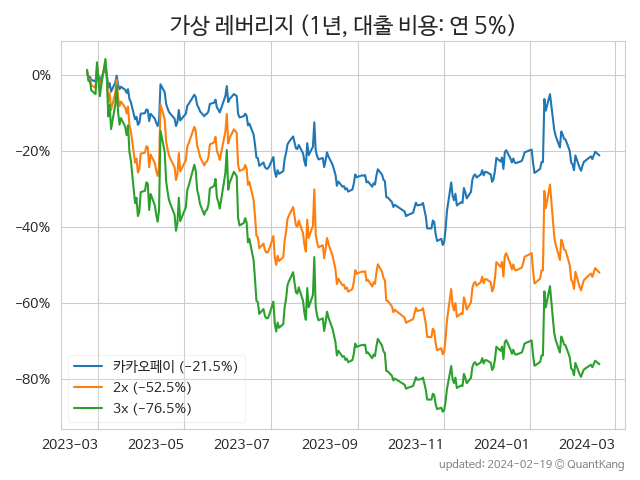 가상 레버리지 (1년, 대출 비용: 연 5%)
0%
−20%
−40%
−60%
−80%
카카오페이 (−21.5%)
2x (−52.5%)
3x (−76.5%)
2023-03 2023-05 2023-07 2023-09 2023-11 2024-01 2024-03
updated: 2024-02-19 © QuantKang